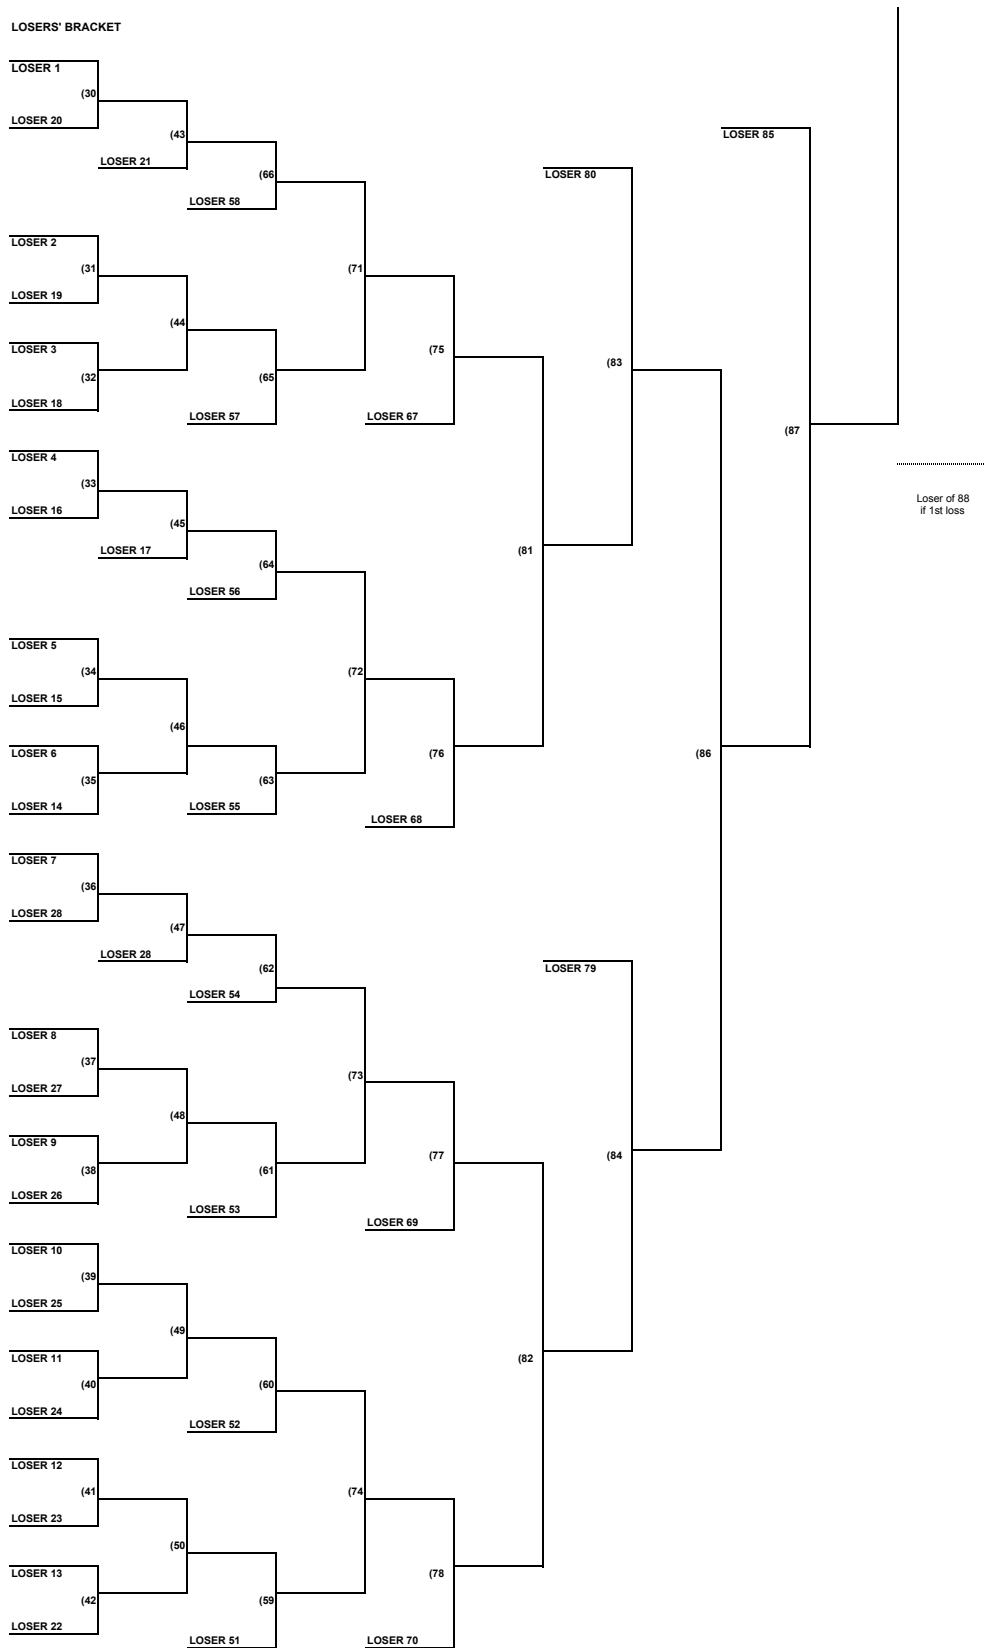 LOSERS' BRACKET
LOSER 1
(30
LOSER 20
(43
LOSER 21
(66
LOSER 58
LOSER 2
(31
LOSER 19
(44
LOSER 3
(32
LOSER 18
(65
LOSER 57
(71
(75
LOSER 67
LOSER 4
(33
LOSER 16
(45
LOSER 17
(64
LOSER 56
LOSER 5
(34
LOSER 15
(46
LOSER 6
(35
LOSER 14
(63
LOSER 55
(72
(76
LOSER 68
(81
LOSER 80
(83
LOSER 85
(87
Loser of 88
if 1st loss
(86
LOSER 7
(36
LOSER 28
(47
LOSER 28
(62
LOSER 54
LOSER 8
(37
LOSER 27
(48
LOSER 9
(38
LOSER 26
(61
LOSER 53
(73
(77
LOSER 69
LOSER 79
(84
LOSER 10
(39
LOSER 25
(49
LOSER 11
(40
LOSER 24
(60
LOSER 52
(82
LOSER 12
(41
LOSER 23
(50
LOSER 13
(42
LOSER 22
(59
LOSER 51
(74
(78
LOSER 70